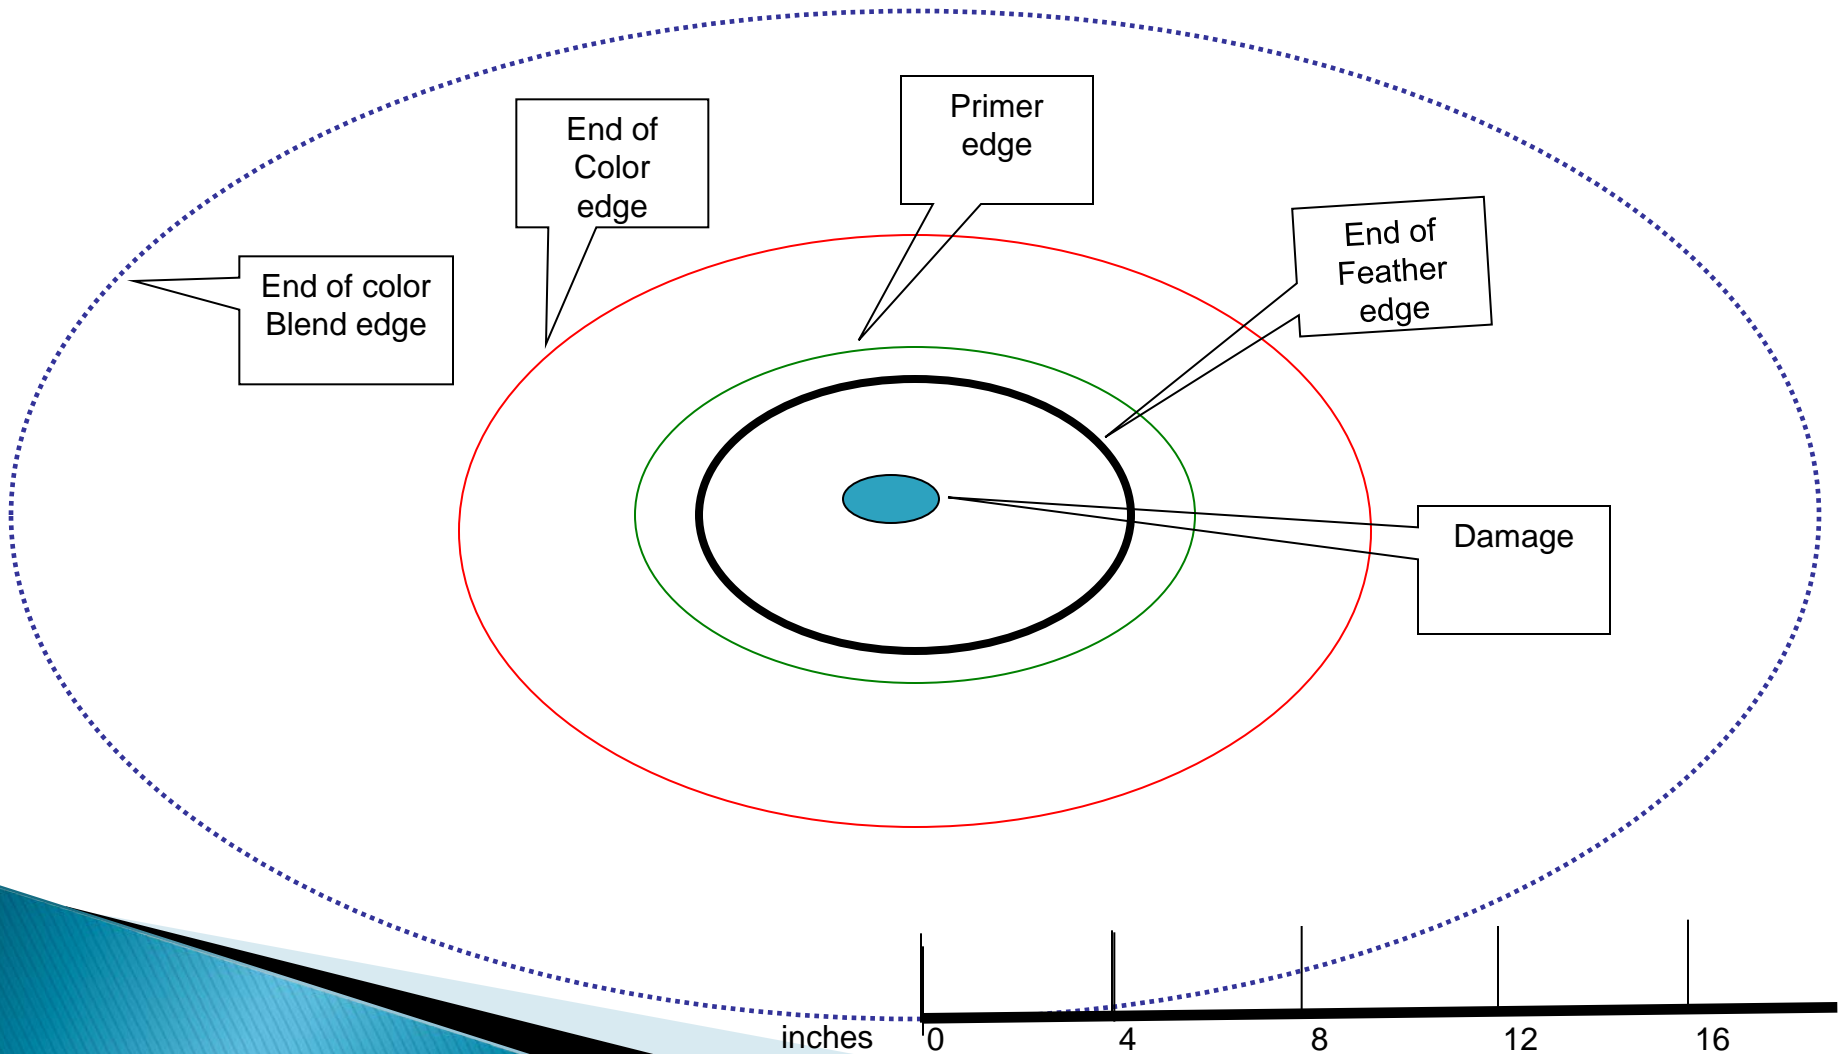 Primer
edge
End of
Color
edge
End of
Feather
edge
End of color
Blend edge
Damage
inches 0 4 8 12 16